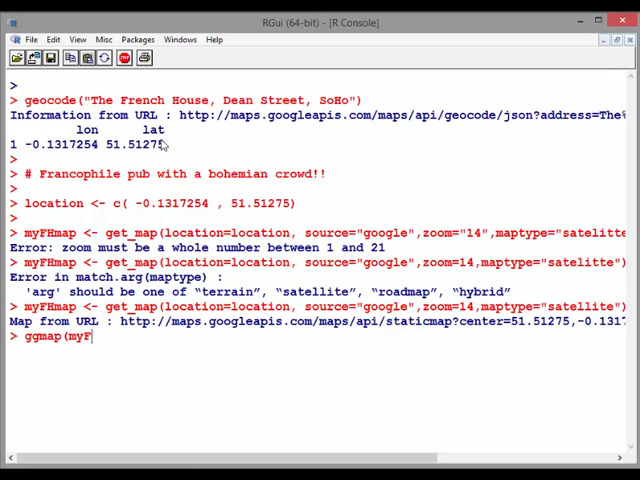 RGui (64-bit) - [R Console]
File Edit View Misc Packages Windows Help
>
> geocode("The French House, Dean Street, SoHo")
Information from URL : http://maps.googleapis.com/maps/api/geocode/json?address=The%
lon lat
1 -0.1317254 51.51275
>
> # Francophile pub with a bohemian crowd!!
>
> location <- c( -0.1317254 , 51.51275)
>
> myFHmap <- get_map(location=location, source="google",zoom="14",maptype="satelitte
Error: zoom must be a whole number between 1 and 21
> myFHmap <- get_map(location=location, source="google",zoom=14,maptype="satelitte")
Error in match.arg(maptype) :
'arg' should be one of “terrain”, “satellite”, “roadmap”, “hybrid”
> myFHmap <- get_map(location=location, source="google",zoom=14,maptype="satellite")
Map from URL : http://maps.googleapis.com/maps/api/staticmap?center=51.51275,-0.1317
> ggmap(myF